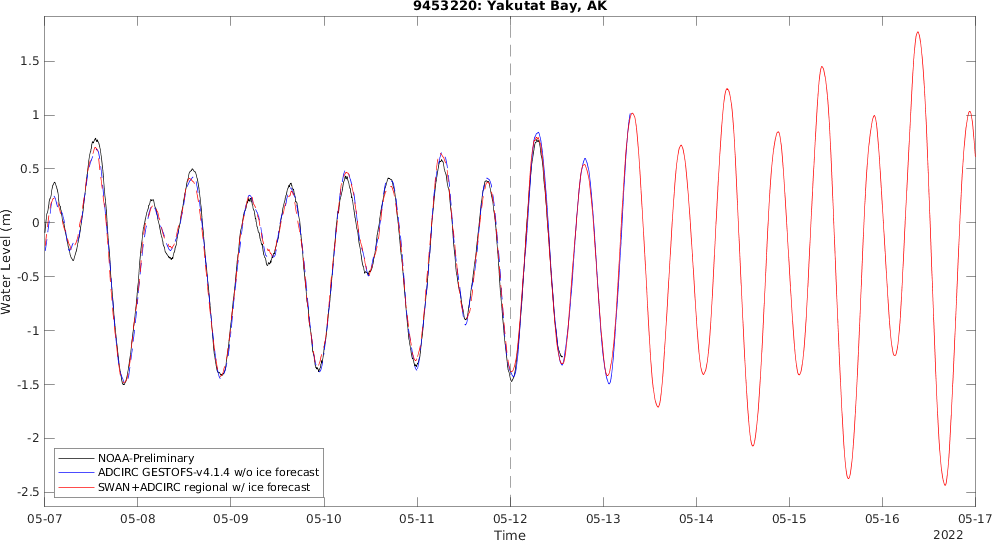 9453220: Yakutat Bay, AK
Water Level (m)
1.5
1
0.5
0
-0.5
-1
-1.5
-2
-2.5
NOAA-Preliminary
ADCIRC GESTOFS-v4.1.4 w/o ice forecast
SWAN+ADCIRC regional w/ ice forecast
05-07 05-08 05-09 05-10 05-11 05-12 05-13 05-14 05-15 05-16 05-17
Time
2022